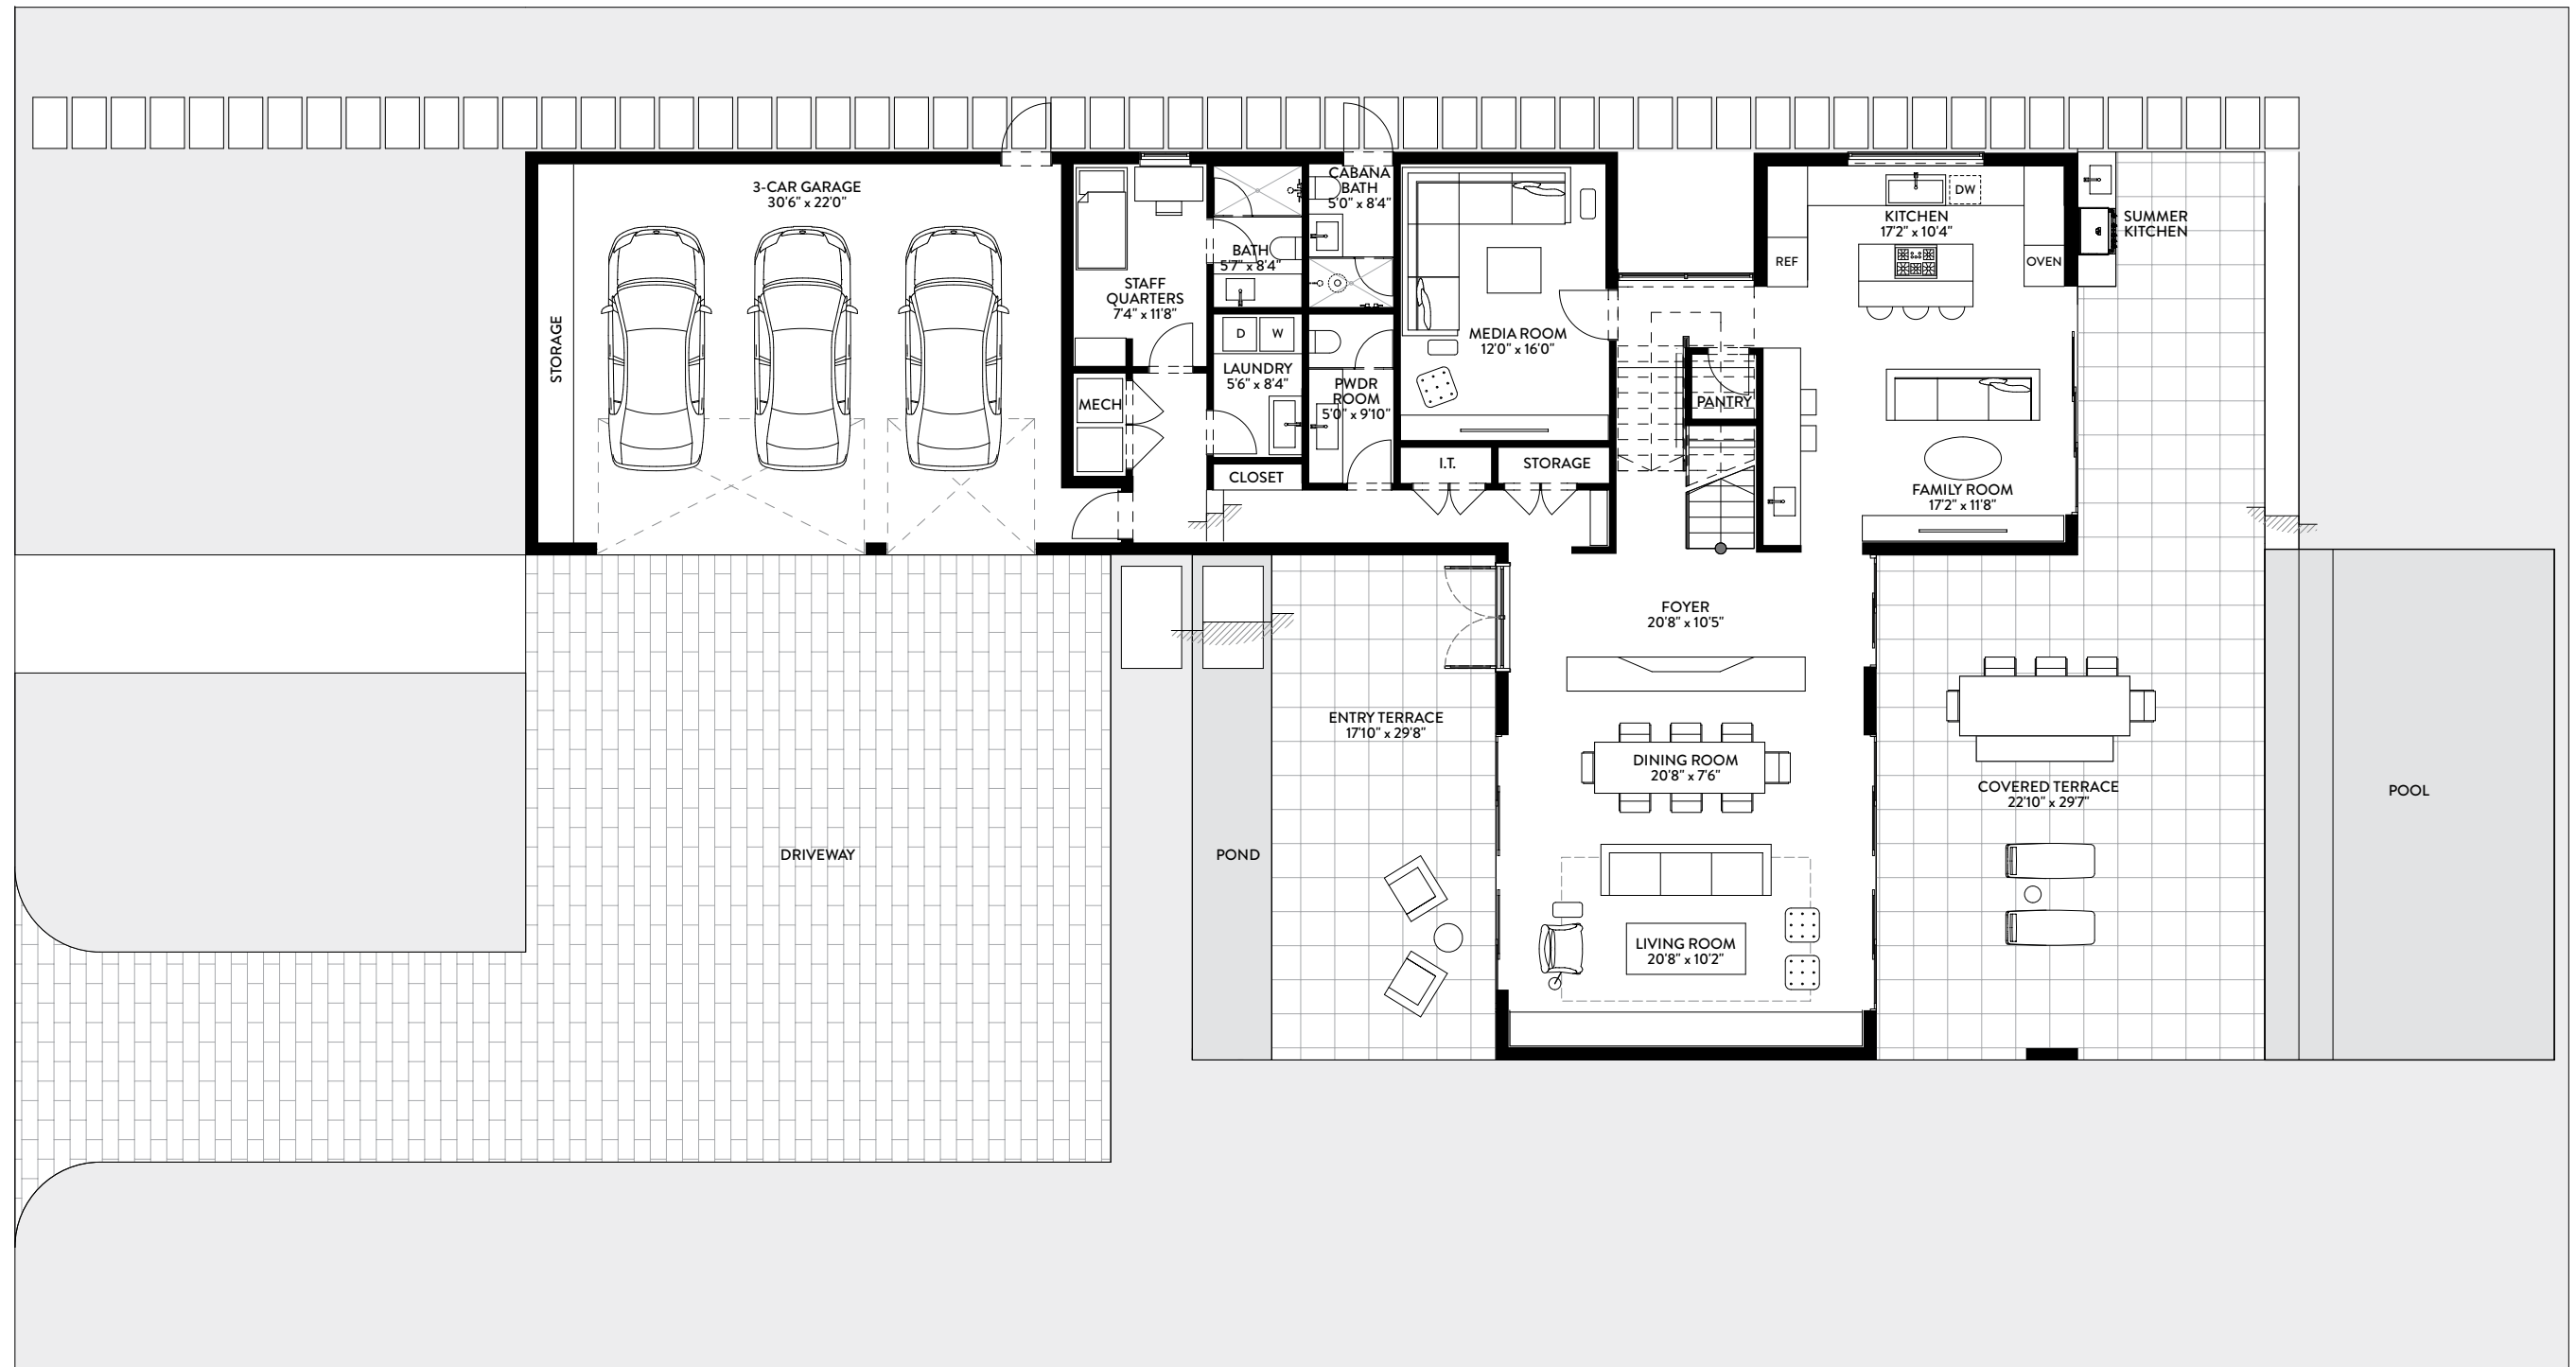 3-CAR GARAGE
30'6" x 22'0"
STORAGE
STAFF
QUARTERS
7'4" x 11'8"
MECH
BATH
5'7" x 8'4"
D
W
LAUNDRY
5'6" x 8'4"
CLOSET
CABANA
BATH
5'0" x 8'4"
PWDR
ROOM
5'0" x 9'10"
MEDIA ROOM
12'0" x 16'0"
I.T.
STORAGE
PANTRY
KITCHEN
17'2" x 10'4"
DW
REF
OVEN
SUMMER
KITCHEN
FAMILY ROOM
17'2" x 11'8"
FOYER
20'8" x 10'5"
ENTRY TERRACE
17'10" x 29'8"
DINING ROOM
20'8" x 7'6"
COVERED TERRACE
22'10" x 29'7"
POOL
DRIVEWAY
POND
LIVING ROOM
20'8" x 10'2"